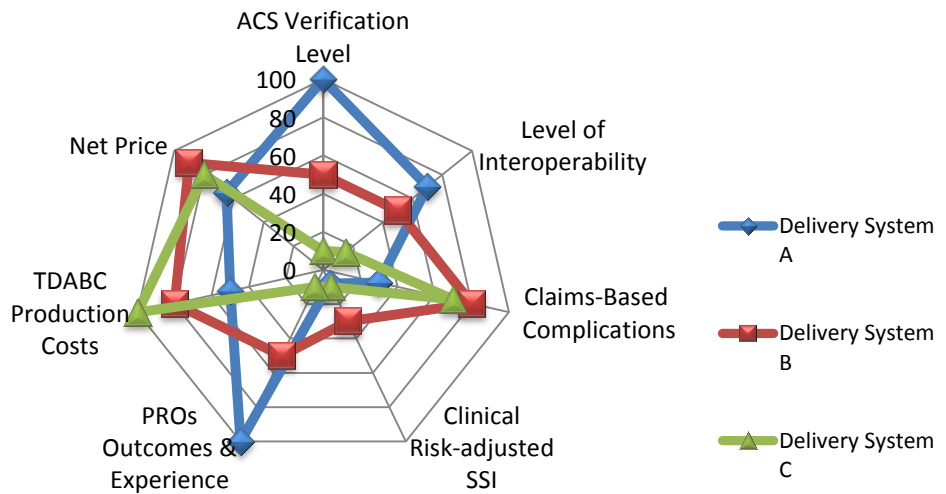 ACS Verification
Level
100
80
60
40
20
0
Level of
Interoperability
Claims-Based
Complications
Clinical
Risk-adjusted
SSI
PROs
Outcomes &
Experience
TDABC
Production
Costs
Net Price
Delivery System
A
Delivery System
B
Delivery System
C